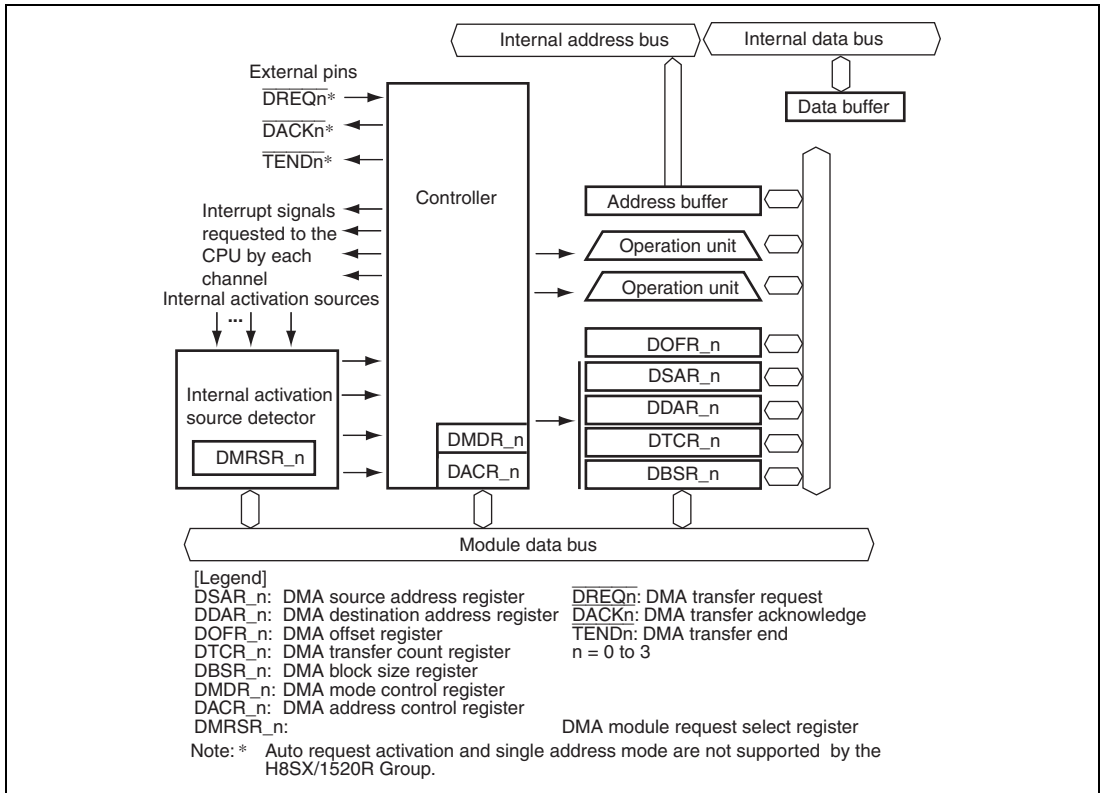 Internal address bus
Internal data bus
External pins
DREQn*
DACKn*
TENDn*
Data buffer
Controller
Address buffer
Interrupt signals
requested to the
CPU by each
channel
Operation unit
Operation unit
Internal activation sources
...
DOFR_n
DSAR_n
DDAR_n
DTCR_n
DBSR_n
Internal activation
source detector
DMRSR_n
DMDR_n
DACR_n
Module data bus
[Legend]
DSAR_n: DMA source address register
DDAR_n: DMA destination address register
DOFR_n: DMA offset register
DTCR_n: DMA transfer count register
DBSR_n: DMA block size register
DMDR_n: DMA mode control register
DACR_n: DMA address control register
DMRSR_n: DMA module request select register
DREQn: DMA transfer request
DACKn: DMA transfer acknowledge
TENDn: DMA transfer end
n = 0 to 3
Note: * Auto request activation and single address mode are not supported by the
H8SX/1520R Group.